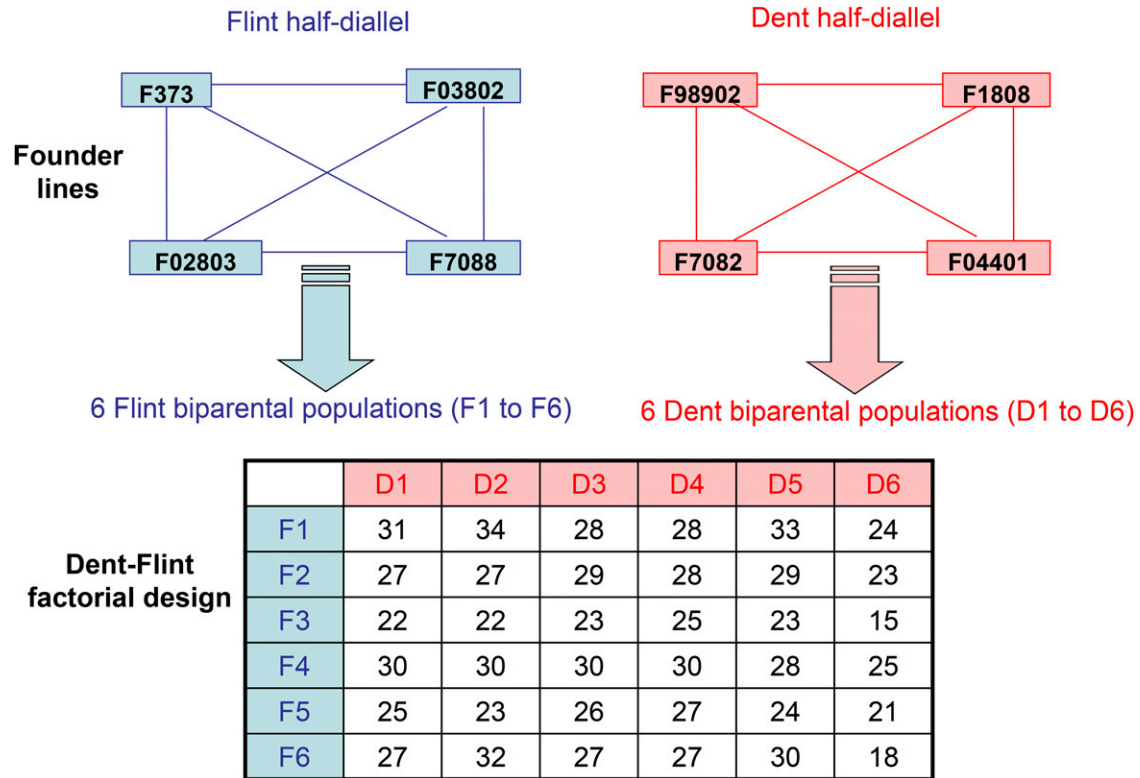 Flint half-diallel
Dent half-diallel
F373 F03802
F98902 F1808
Founder
lines
F02803 F7088
F7082 F04401
6 Flint biparental populations (F1 to F6)
6 Dent biparental populations (D1 to D6)
Dent-Flint
factorial design
D1 D2 D3 D4 D5 D6
F1 31 34 28 28 33 24
F2 27 27 29 28 29 23
F3 22 22 23 25 23 15
F4 30 30 30 30 28 25
F5 25 23 26 27 24 21
F6 27 32 27 27 30 18